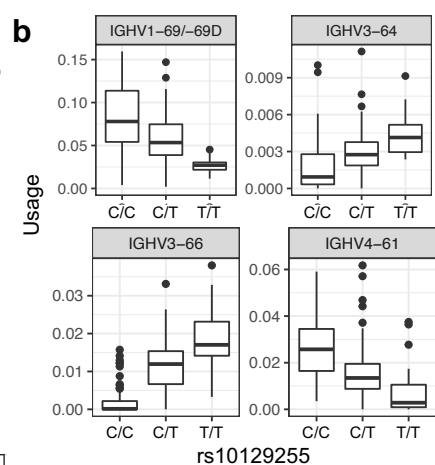 b
IGHV1−69/−69D
IGHV3−64
0.15
0.10
0.05
0.00
0.009
0.006
0.003
0.000
C/C C/T T/T
C/C C/T T/T
Usage
IGHV3−66
IGHV4−61
0.03
0.02
0.01
0.00
0.06
0.04
0.02
0.00
C/C C/T T/T
C/C C/T T/T
rs10129255